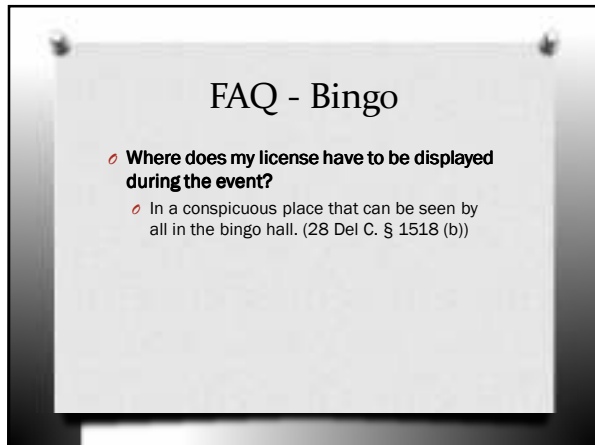 FAQ - Bingo
Where does my license have to be displayed
during the event?
In a conspicuous place that can be seen by
all in the bingo hall. (28 Del C. § 1518 (b))